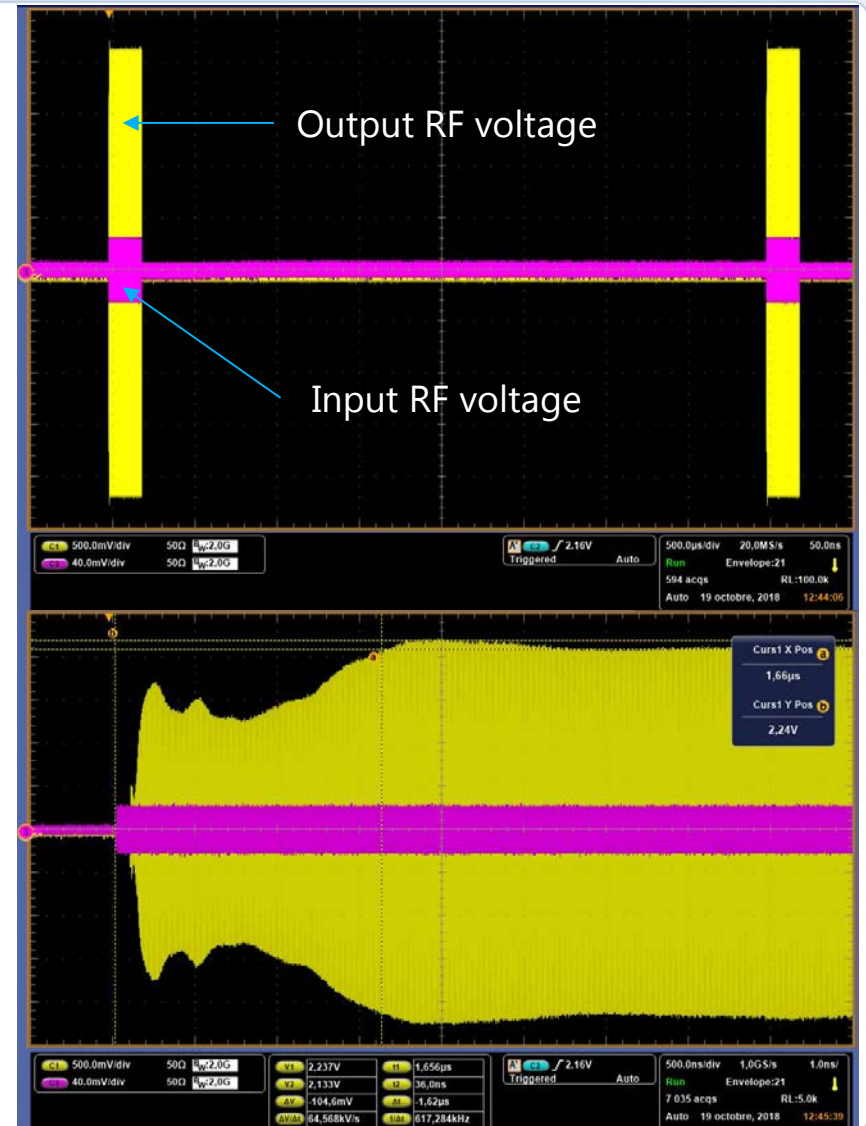 Output RF voltage
Input RF voltage
C1 500.0mV/div 50Ω BW:2.0G
40.0mV/div 50Ω BW:2.0G
A' C2 ∫ 2.16V
Triggered Auto
500.0µs/div 20.0MS/s 50.0ns
Run Envelope:21
594 acqs RL:100.0k
Auto 19 octobre, 2018 12:44:06
b
a
Curs1 X Pos a
1,66µs
Curs1 Y Pos b
2,24V
C1 500.0mV/div 50Ω BW:2.0G
40.0mV/div 50Ω BW:2.0G
V1 2,237V
V2 2,133V
ΔV -104,6mV
ΔV/Δt 64,568kV/s
t1 1,656µs
t2 36,0ns
Δt -1,62µs
1/Δt 617,284kHz
A' C2 ∫ 2.16V
Triggered Auto
500.0ns/div 1,0GS/s 1.0ns/
Run Envelope:21
7 035 acqs RL:5.0k
Auto 19 octobre, 2018 12:45:39